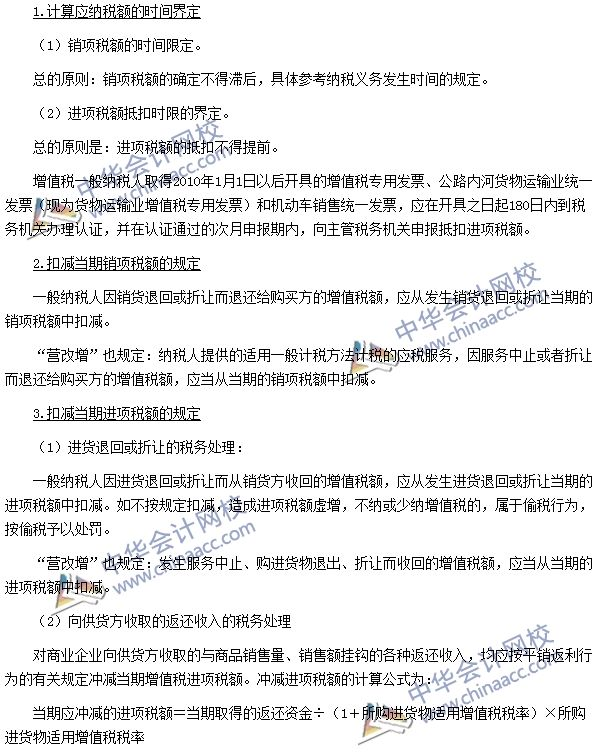 1.计算应纳税额的时间界定
（1）销项税额的时间限定。
总的原则：销项税额的确定不得滞后，具体参考纳税义务发生时间的规定。
（2）进项税额抵扣时限的界定。
总的原则是：进项税额的抵扣不得提前。
增值税一般纳税人取得2010年1月1日以后开具的增值税专用发票、公路内河货物运输业统一
发票（现为货物运输业增值税专用发票）和机动车销售统一发票，应在开具之日起180日内到税
务机关办理认证，并在认证通过的次月申报期内，向主管税务机关申报抵扣进项税额。
2.扣减当期销项税额的规定
一般纳税人因销货退回或折让而退还给购买方的增值税额，应从发生销货退回或折让当期的
销项税额中扣减。
“营改增”也规定：纳税人提供的适用一般计税方法计税的应税服务，因服务中止或者折让
而退还给购买方的增值税额，应当从当期的销项税额中扣减。
3.扣减当期进项税额的规定
（1）进货退回或折让的税务处理：
一般纳税人因进货退回或折让而从销货方收回的增值税额，应从发生进货退回或折让当期的
进项税额中扣减。如不按规定扣减，造成进项税额虚增，不纳或少纳增值税的，属于偷税行为，
按偷税予以处罚。
“营改增”也规定：发生服务中止、购进货物退出、折让而收回的增值税额，应当从当期的
进项税额中扣减。
（2）向供货方收取的返还收入的税务处理
对商业企业向供货方收取的与商品销售量、销售额挂钩的各种返还收入，均应按平销返利行
为的有关规定冲减当期增值税进项税额。冲减进项税额的计算公式为：
当期应冲减的进项税额＝当期取得的返还资金÷（1＋所购进货物适用增值税税率）×所购
进货物适用增值税税率
中华会计网校
www.chinaacc.com
中华会计网校
www.chinaacc.com
中华会计网校
www.chinaacc.com
中华会计网校
www.chinaacc.com